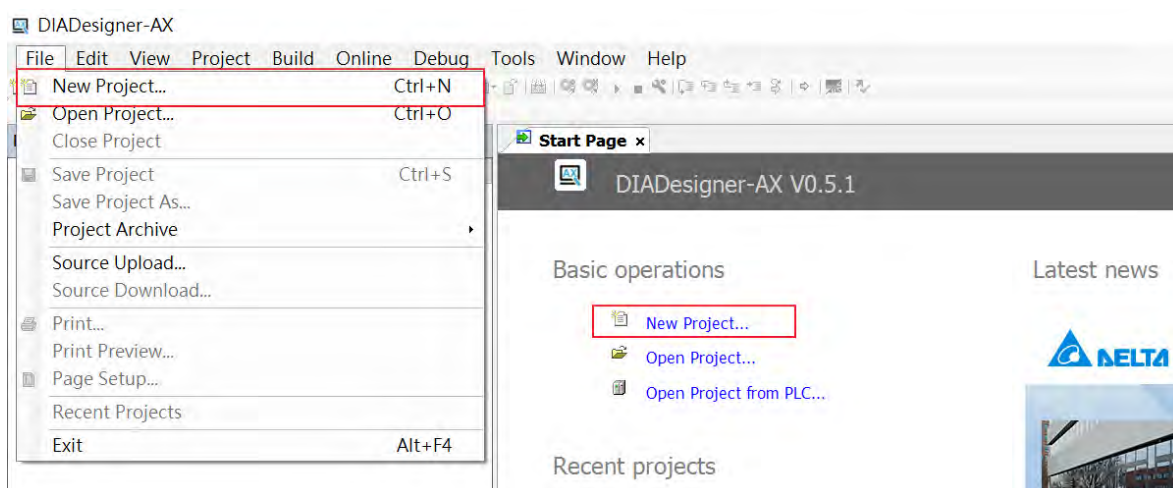 DIADesigner-AX
File Edit View Project Build Online Debug Tools Window Help
New Project... Ctrl+N
Open Project... Ctrl+O
Close Project
Save Project Ctrl+S
Save Project As...
Project Archive
Source Upload...
Source Download...
Print...
Print Preview...
Page Setup...
Recent Projects
Exit Alt+F4
Start Page
AX DIADesigner-AX V0.5.1
Basic operations
New Project...
Open Project...
Open Project from PLC...
Recent projects
Latest news
DELTA